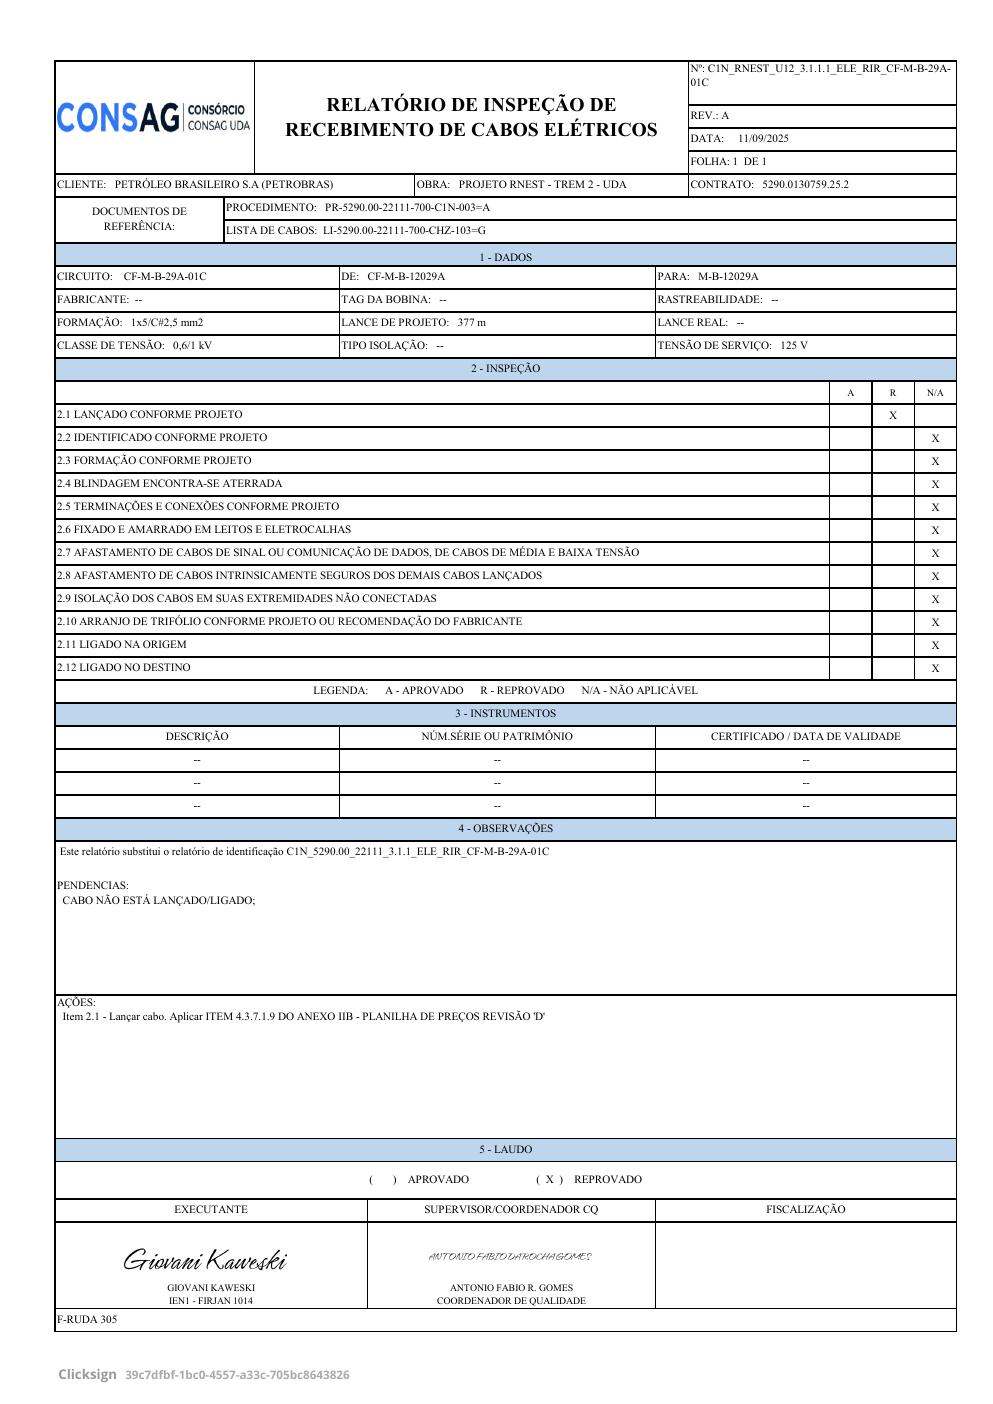 CONSAG CONSÓRCIO CONSAG UDA
RELATÓRIO DE INSPEÇÃO DE
RECEBIMENTO DE CABOS ELÉTRICOS
Nº: C1N_RNEST_U12_3.1.1.1_ELE_RIR_CF-M-B-29A-
01C
REV.: A
DATA: 11/09/2025
FOLHA: 1 DE 1
CLIENTE: PETRÓLEO BRASILEIRO S.A (PETROBRAS) OBRA: PROJETO RNEST - TREM 2 - UDA CONTRATO: 5290.0130759.25.2
DOCUMENTOS DE
REFERÊNCIA:
PROCEDIMENTO: PR-5290.00-22111-700-C1N-003=A
LISTA DE CABOS: LI-5290.00-22111-700-CHZ-103=G
1 - DADOS
CIRCUITO: CF-M-B-29A-01C DE: CF-M-B-12029A PARA: M-B-12029A
FABRICANTE: -- TAG DA BOBINA: -- RASTREABILIDADE: --
FORMAÇÃO: 1x5/C#2,5 mm2 LANCE DE PROJETO: 377 m LANCE REAL: --
CLASSE DE TENSÃO: 0,6/1 kV TIPO ISOLAÇÃO: -- TENSÃO DE SERVIÇO: 125 V
2 - INSPEÇÃO
A R N/A
2.1 LANÇADO CONFORME PROJETO X
2.2 IDENTIFICADO CONFORME PROJETO X
2.3 FORMAÇÃO CONFORME PROJETO X
2.4 BLINDAGEM ENCONTRA-SE ATERRADA X
2.5 TERMINAÇÕES E CONEXÕES CONFORME PROJETO X
2.6 FIXADO E AMARRADO EM LEITOS E ELETROCALHAS X
2.7 AFASTAMENTO DE CABOS DE SINAL OU COMUNICAÇÃO DE DADOS, DE CABOS DE MÉDIA E BAIXA TENSÃO X
2.8 AFASTAMENTO DE CABOS INTRINSICAMENTE SEGUROS DOS DEMAIS CABOS LANÇADOS X
2.9 ISOLAÇÃO DOS CABOS EM SUAS EXTREMIDADES NÃO CONECTADAS X
2.10 ARRANJO DE TRIFÓLIO CONFORME PROJETO OU RECOMENDAÇÃO DO FABRICANTE X
2.11 LIGADO NA ORIGEM X
2.12 LIGADO NO DESTINO X
LEGENDA: A - APROVADO R - REPROVADO N/A - NÃO APLICÁVEL
3 - INSTRUMENTOS
DESCRIÇÃO NÚM.SÉRIE OU PATRIMÔNIO CERTIFICADO / DATA DE VALIDADE
-- -- --
-- -- --
-- -- --
4 - OBSERVAÇÕES
Este relatório substitui o relatório de identificação C1N_5290.00_22111_3.1.1_ELE_RIR_CF-M-B-29A-01C
PENDENCIAS:
CABO NÃO ESTÁ LANÇADO/LIGADO;
AÇÕES:
Item 2.1 - Lançar cabo. Aplicar ITEM 4.3.7.1.9 DO ANEXO IIB - PLANILHA DE PREÇOS REVISÃO 'D'
5 - LAUDO
( ) APROVADO ( X ) REPROVADO
EXECUTANTE SUPERVISOR/COORDENADOR CQ FISCALIZAÇÃO
Giovani Kaweski ANTONIO FABIO DA ROCHA GOMES
GIOVANI KAWESKI ANTONIO FABIO R. GOMES
IEN1 - FIRJAN 1014 COORDENADOR DE QUALIDADE
F-RUDA 305
Clicksign 39c7dfbf-1bc0-4557-a33c-705bc8643826